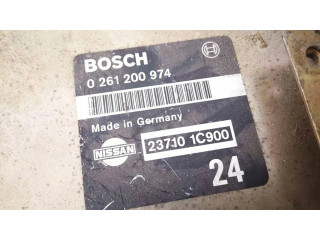 BOSCH
0 261 200 974
Made in Germany
NISSAN 23710 1C900
24